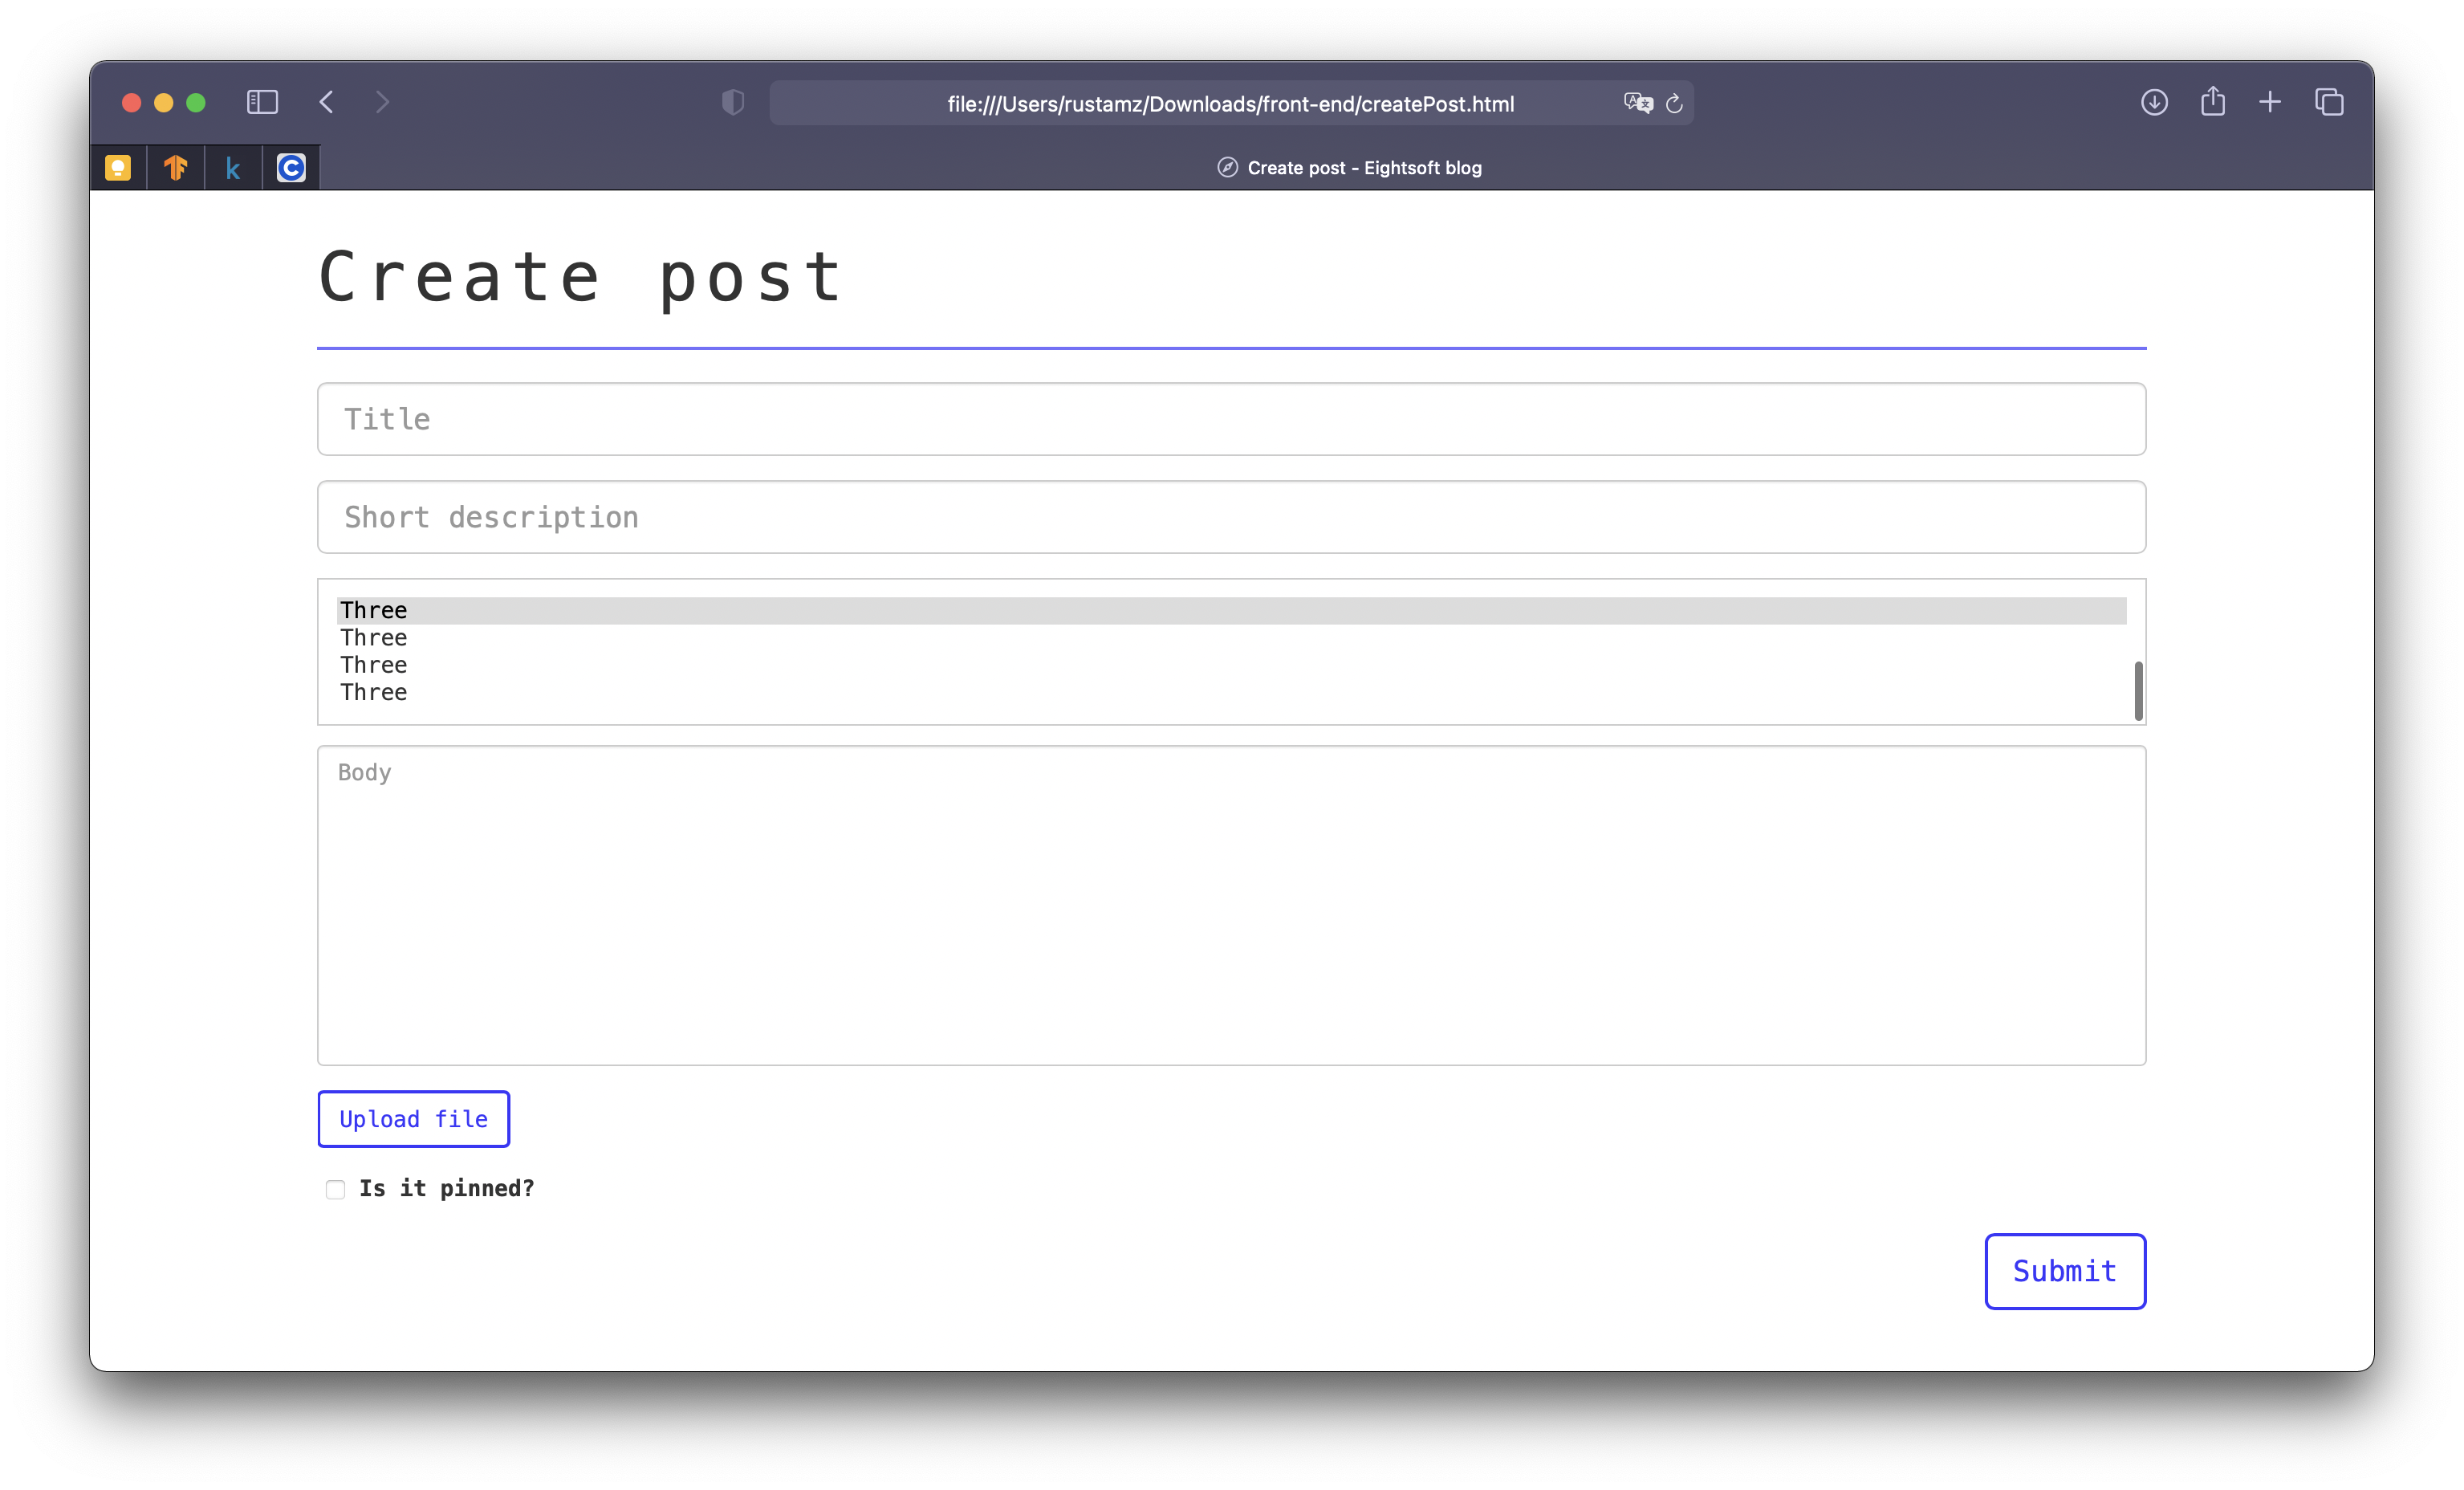 file:///Users/rustamz/Downloads/front-end/createPost.html
k
Create post - Eightsoft blog
Create post
Title
Short description
Three
Three
Three
Three
Body
Upload file
Is it pinned?
Submit